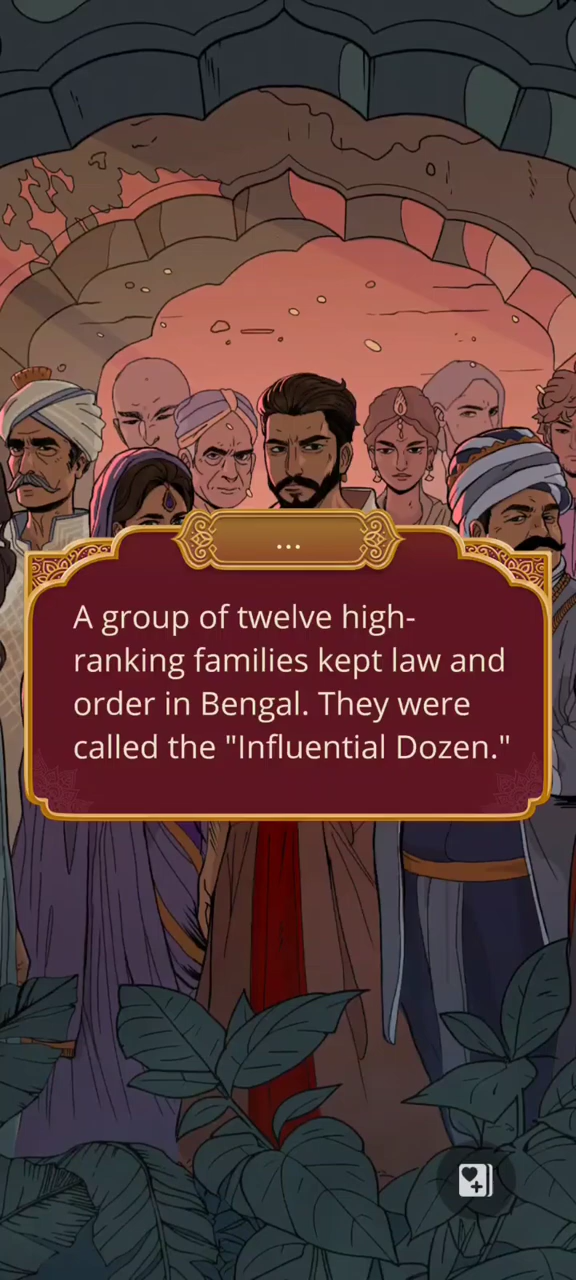 ...
A group of twelve high-
ranking families kept law and
order in Bengal. They were
called the "Influential Dozen."